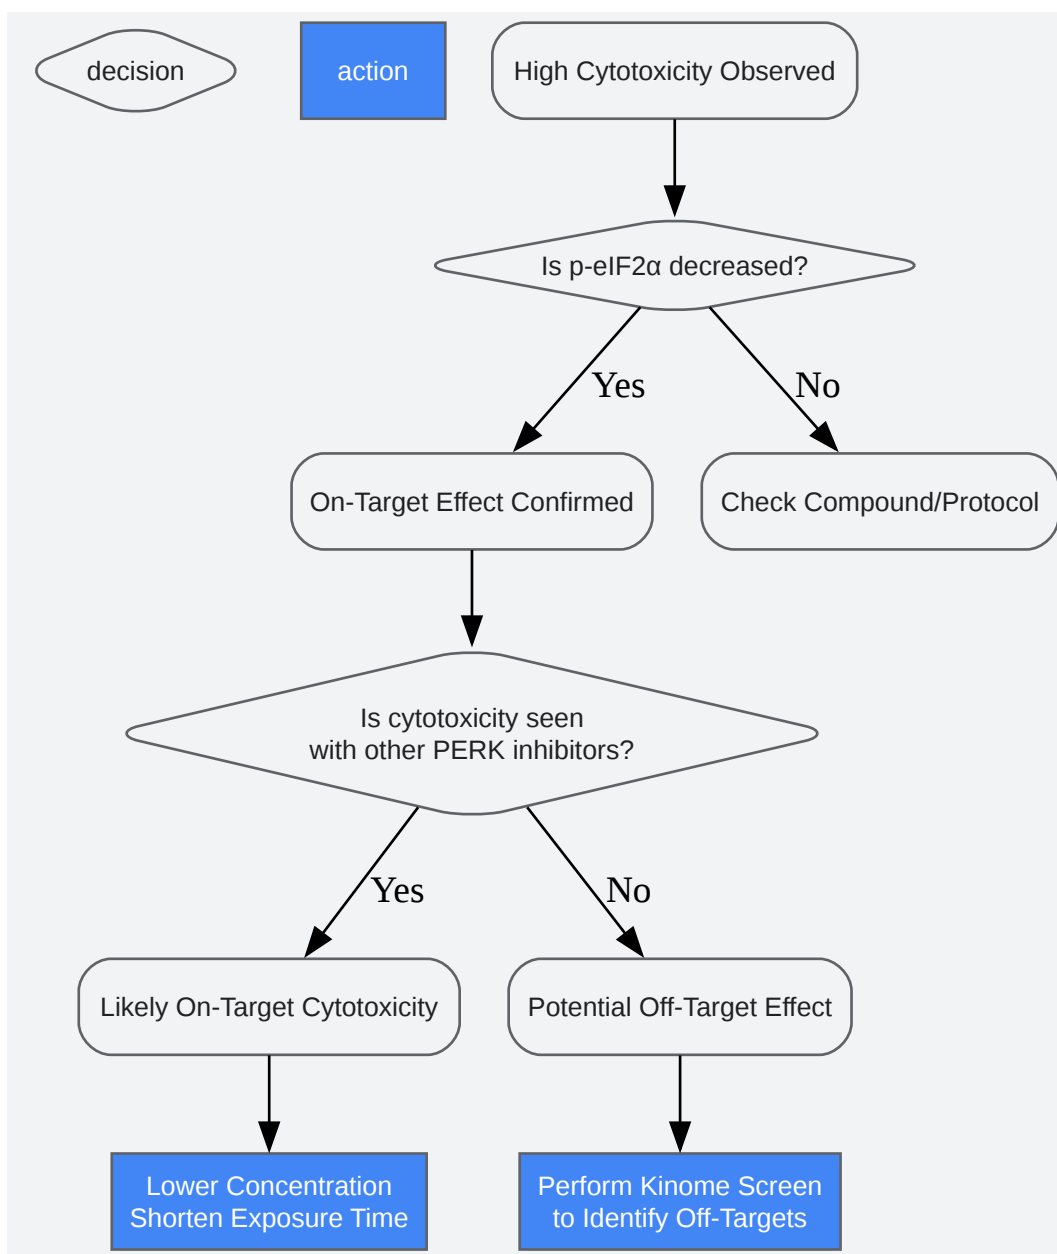 decision
action
High Cytotoxicity Observed
Is p-eIF2α decreased?
Yes
No
On-Target Effect Confirmed
Check Compound/Protocol
Is cytotoxicity seen
with other PERK inhibitors?
Yes
No
Likely On-Target Cytotoxicity
Potential Off-Target Effect
Lower Concentration
Shorten Exposure Time
Perform Kinome Screen
to Identify Off-Targets